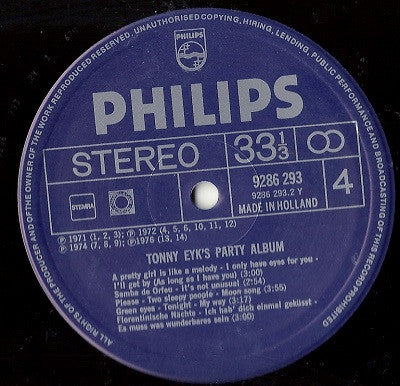 ALL RIGHTS OF THE PRODUCER AND OF THE OWNER OF THE WORK REPRODUCED RESERVED. UNAUTHORISED COPYING, HIRING, LENDING, PUBLIC PERFORMANCE AND BROADCASTING OF THIS RECORD PROHIBITED
PHILIPS
PHILIPS
STEREO 33 1/3
STEMRA
9286 293
9286 293.2 Y
MADE IN HOLLAND
4
℗ 1971 (1, 2, 3); ℗ 1972 (4, 5, 6, 10, 11, 12)
℗ 1974 (7, 8, 9); ℗ 1976 (13, 14)
TONNY EYK'S PARTY ALBUM
A pretty girl is like a melody - I only have eyes for you -
I'll get by (As long as I have you) (3:00)
Samba de Orfeu - It's not unusual (2:54)
Please - Two sleepy people - Moon song (2:55)
Green eyes - Tonight - My way (3:00)
Florentinische Nächte - Ich hab' dich einmal geküsst -
Es muss was wunderbares sein (3:00)